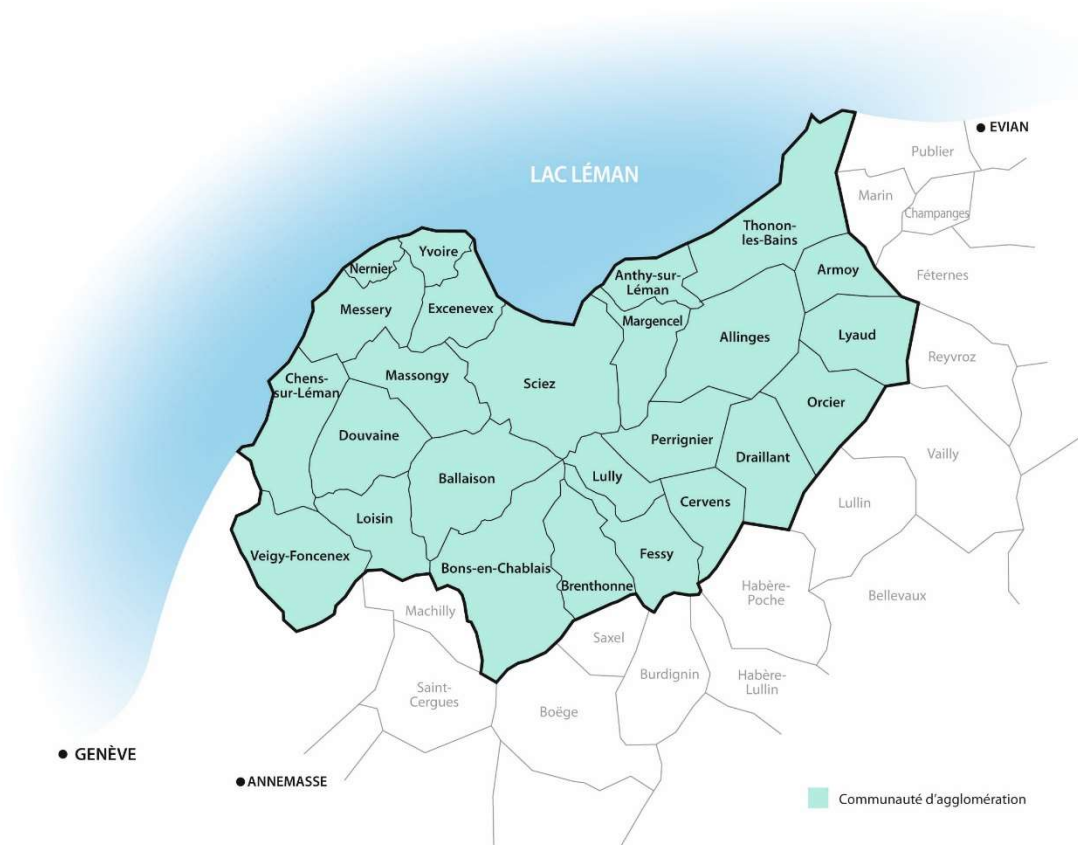 EVIAN
Publier
LAC LÉMAN
Marin
Champanges
Thonon-
les-Bains
Yvoire
Nernier
Armoy
Féternes
Anthy-sur-
Léman
Messery
Excenevex
Margencel
Allinges
Lyaud
Reyvroz
Chens-
sur-Léman
Massongy
Sciez
Orcier
Douvaine
Perrignier
Draillant
Vailly
Ballaison
Lully
Cervens
Lullin
Loisin
Veigy-Foncenex
Fessy
Bons-en-Chablais
Brenthonne
Habère-
Poche
Bellevaux
Machilly
Saxel
Burdignin
Habère-
Lullin
Saint-
Cergues
Boëge
GENÈVE
ANNEMASSE
Communauté d'agglomération